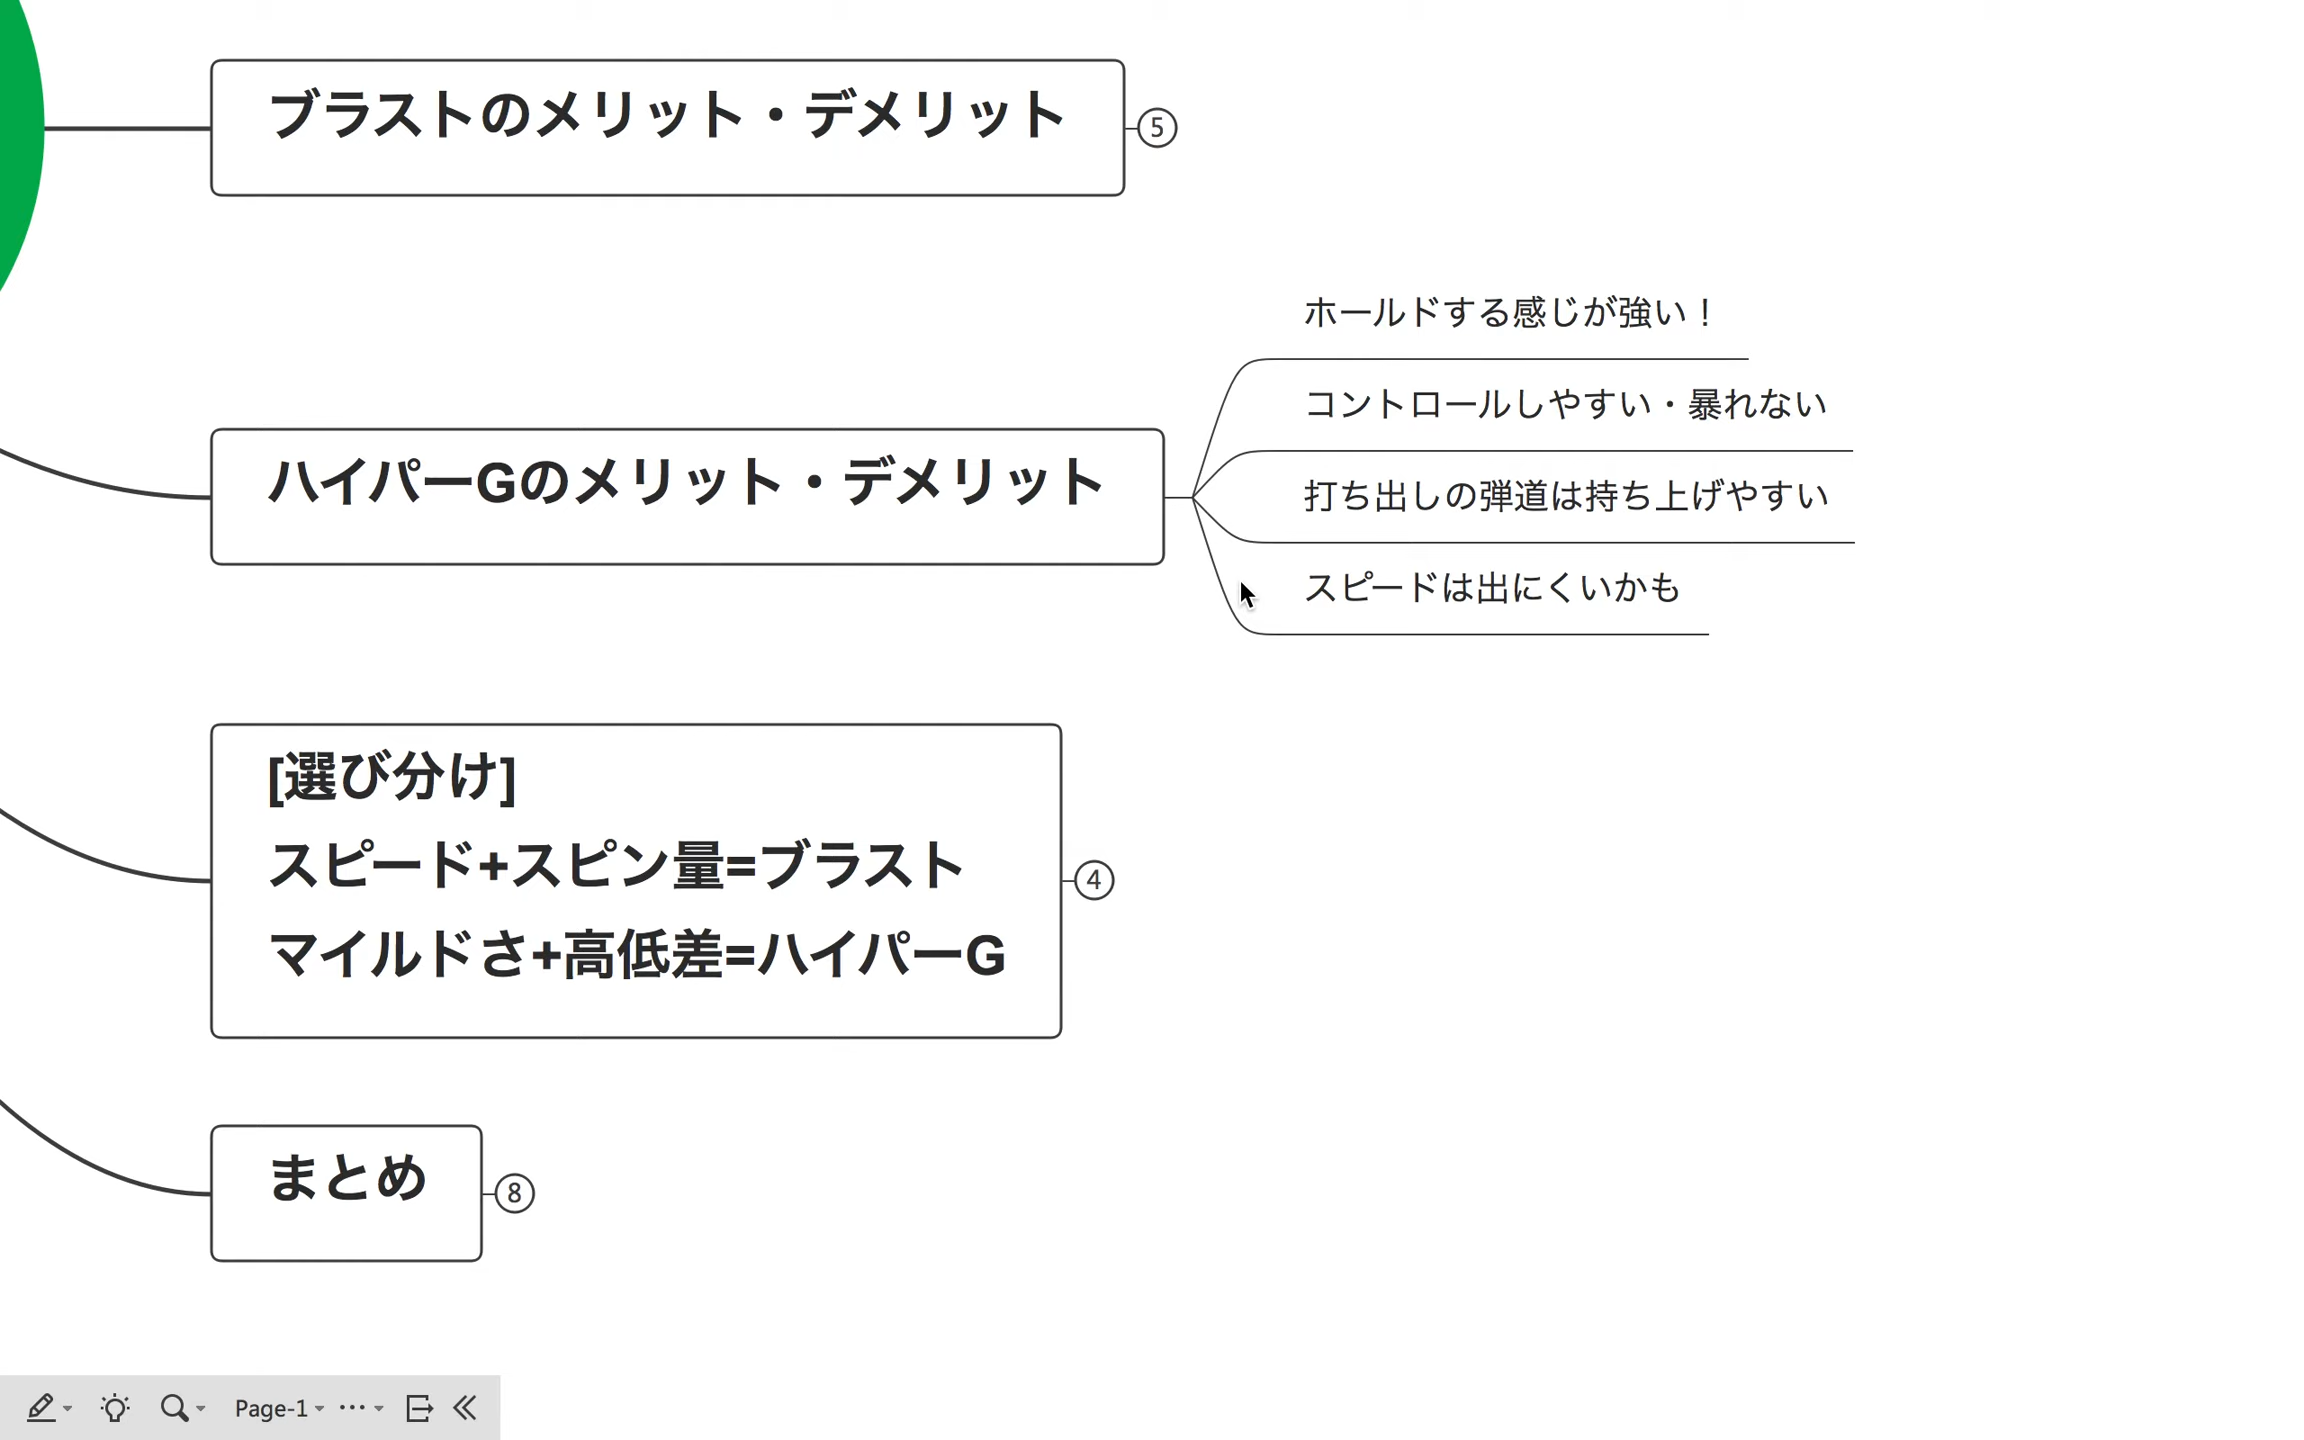 ブラストのメリット・デメリット
5
ハイパーGのメリット・デメリット
ホールドする感じが強い！
コントロールしやすい・暴れない
打ち出しの弾道は持ち上げやすい
スピードは出にくいかも
[選び分け]
スピード+スピン量=ブラスト
マイルドさ+高低差=ハイパーG
4
まとめ
8
Page-1